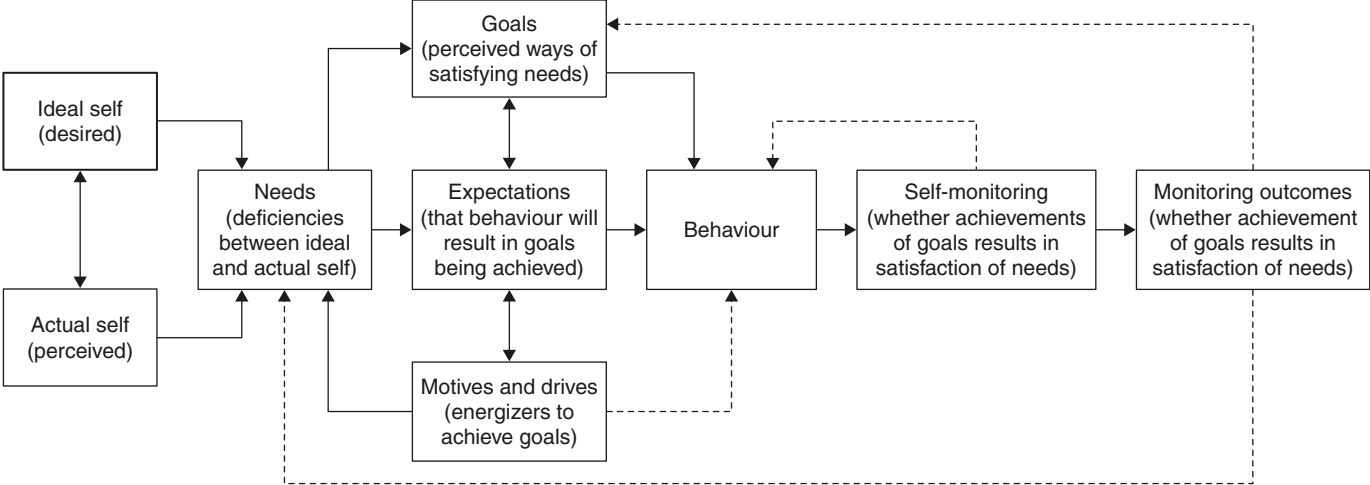 Goals
(perceived ways of
satisfying needs)
Ideal self
(desired)
Needs
(deficiencies
between ideal
and actual self)
Expectations
(that behaviour will
result in goals
being achieved)
Behaviour
Self-monitoring
(whether achievements
of goals results in
satisfaction of needs)
Monitoring outcomes
(whether achievement
of goals results in
satisfaction of needs)
Actual self
(perceived)
Motives and drives
(energizers to
achieve goals)